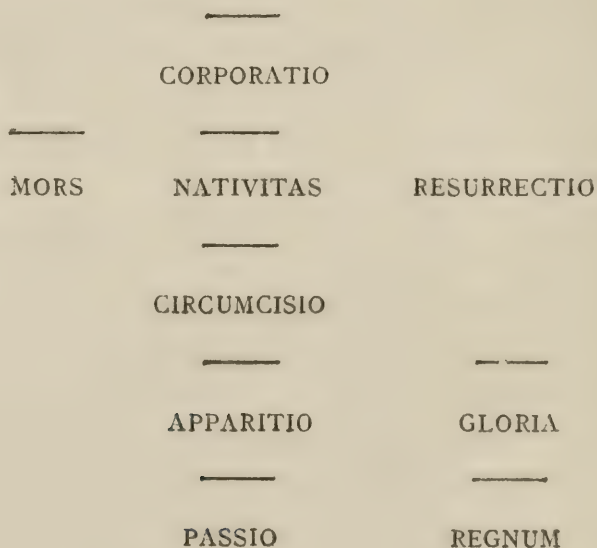 CORPORATIO
MORS NATIVITAS RESURRECTIO
CIRCUMCISIO
APPARITIO GLORIA
PASSIO REGNUM